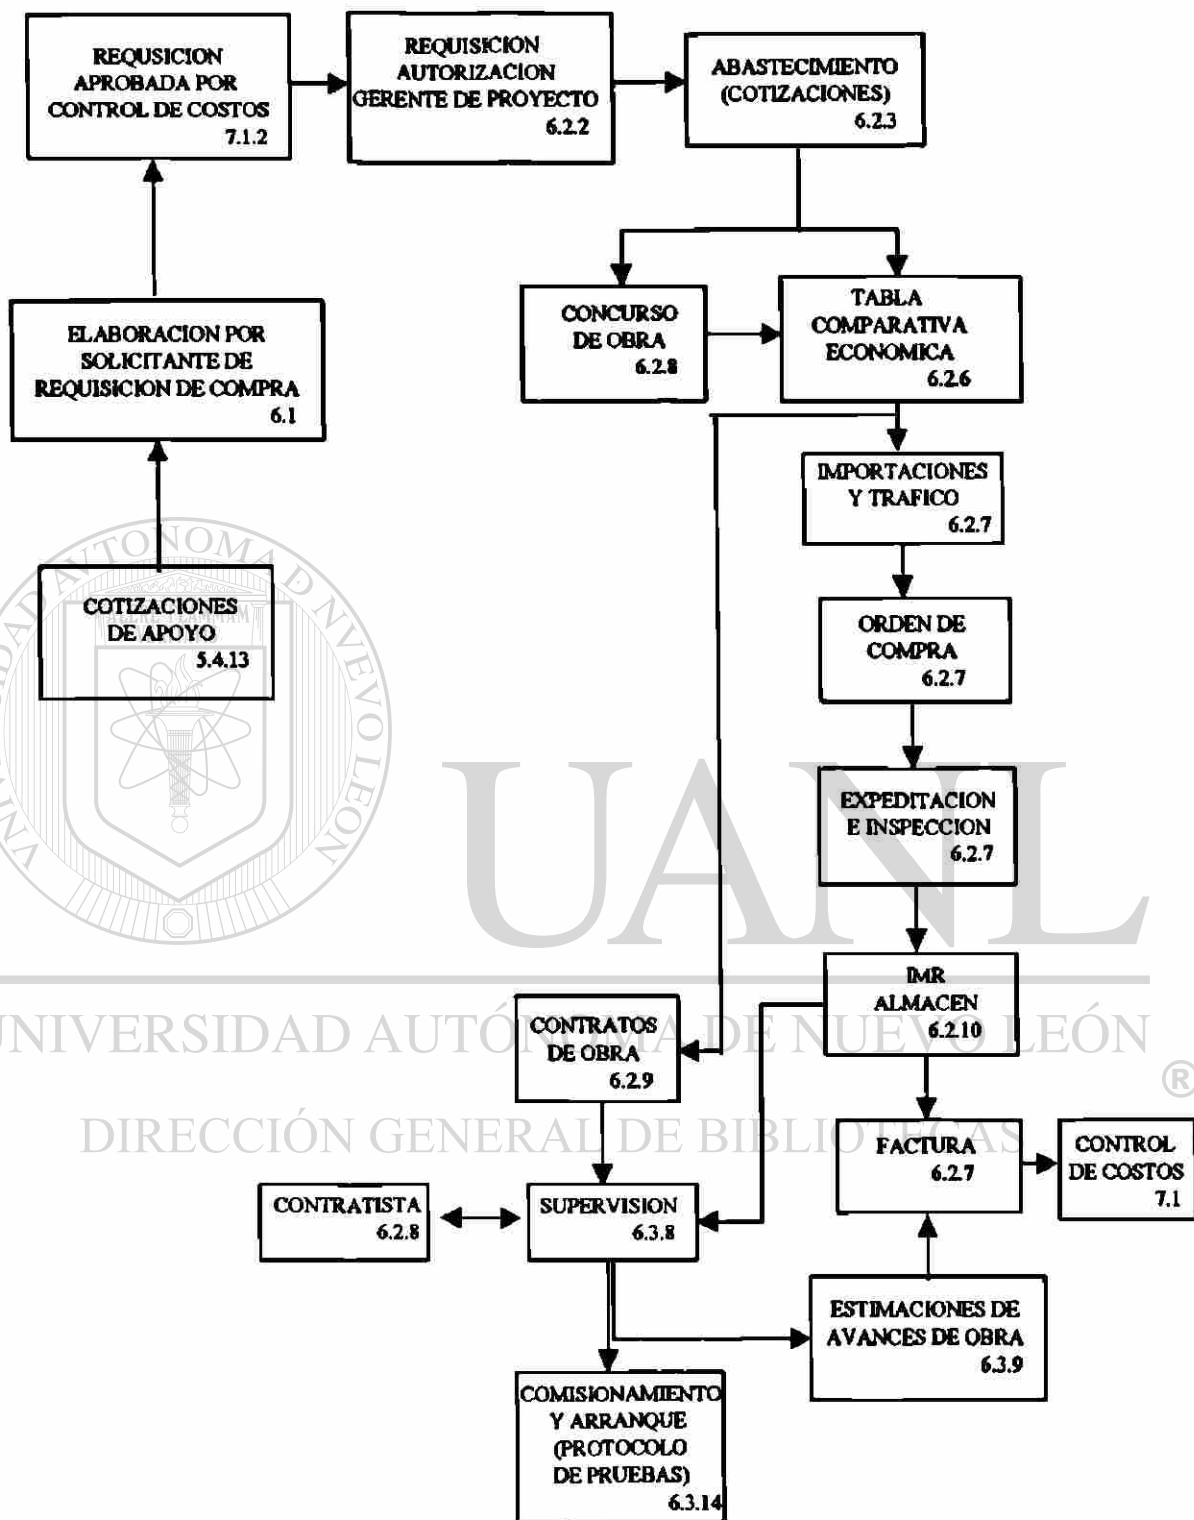 REQUSICION
APROBADA POR
CONTROL DE COSTOS
7.1.2
REQUISICION
AUTORIZACION
GERENTE DE PROYECTO
6.2.2
ABASTECIMIENTO
(COTIZACIONES)
6.2.3
ELABORACION POR
SOLICITANTE DE
REQUISICION DE COMPRA
6.1
CONCURSO
DE OBRA
6.2.8
TABLA
COMPARATIVA
ECONOMICA
6.2.6
IMPORTACIONES
Y TRAFICO
6.2.7
COTIZACIONES
DE APOYO
5.4.13
ORDEN DE
COMPRA
6.2.7
EXPEDITACION
E INSPECCION
6.2.7
IMR
ALMACEN
6.2.10
CONTRATOS
DE OBRA
6.2.9
FACTURA
6.2.7
CONTROL
DE COSTOS
7.1
CONTRATISTA
6.2.8
SUPERVISION
6.3.8
ESTIMACIONES DE
AVANCES DE OBRA
6.3.9
COMISIONAMIENTO
Y ARRANQUE
(PROTOCOLO
DE PRUEBAS)
6.3.14
UANL
UNIVERSIDAD AUTÓNOMA DE NUEVO LEÓN
®
DIRECCIÓN GENERAL DE BIBLIOTECAS